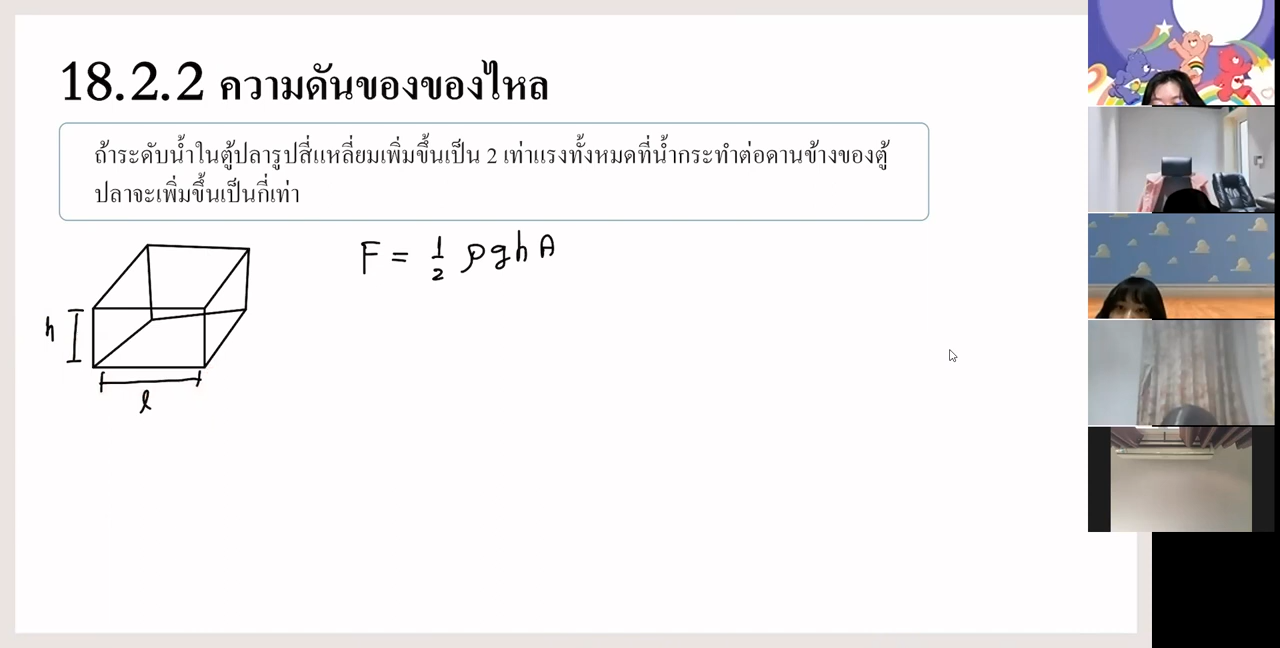 18.2.2 ความดันของของไหล
ถ้าระดับน้ำในตู้ปลารูปสี่แหลี่ยมเพิ่มขึ้นเป็น 2 เท่าแรงทั้งหมดที่น้ำกระทำต่อดานข้างของตู้
ปลาจะเพิ่มขึ้นเป็นกี่เท่า
F = 1/2 ρghA
h
l